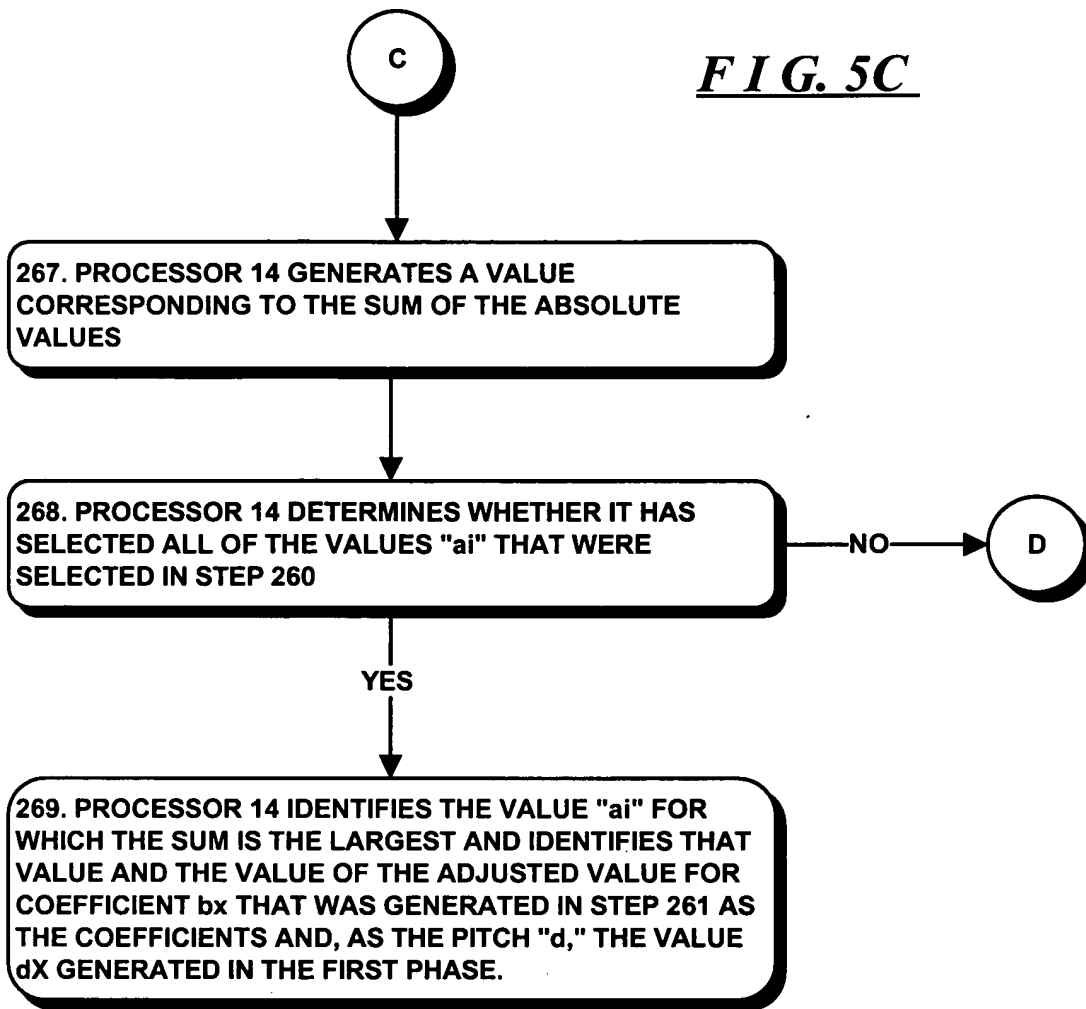 C
F I G. 5C
267. PROCESSOR 14 GENERATES A VALUE
CORRESPONDING TO THE SUM OF THE ABSOLUTE
VALUES
268. PROCESSOR 14 DETERMINES WHETHER IT HAS
SELECTED ALL OF THE VALUES "ai" THAT WERE
SELECTED IN STEP 260
NO
D
YES
269. PROCESSOR 14 IDENTIFIES THE VALUE "ai" FOR
WHICH THE SUM IS THE LARGEST AND IDENTIFIES THAT
VALUE AND THE VALUE OF THE ADJUSTED VALUE FOR
COEFFICIENT bx THAT WAS GENERATED IN STEP 261 AS
THE COEFFICIENTS AND, AS THE PITCH "d," THE VALUE
dX GENERATED IN THE FIRST PHASE.